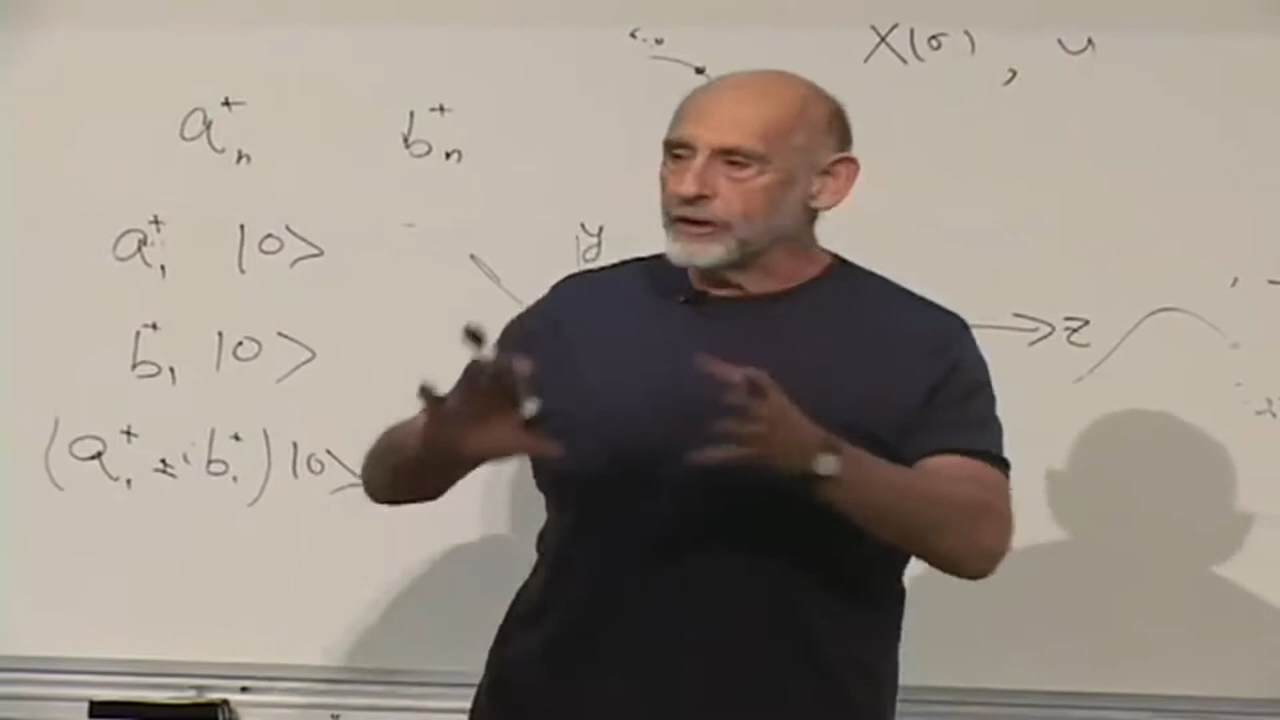 X(σ), y
a⁺ₙ b⁺ₙ
a⁺₁ |0>
y
b⁺₁ |0>
z
(a⁺₁ ± i b⁺₁)|0>